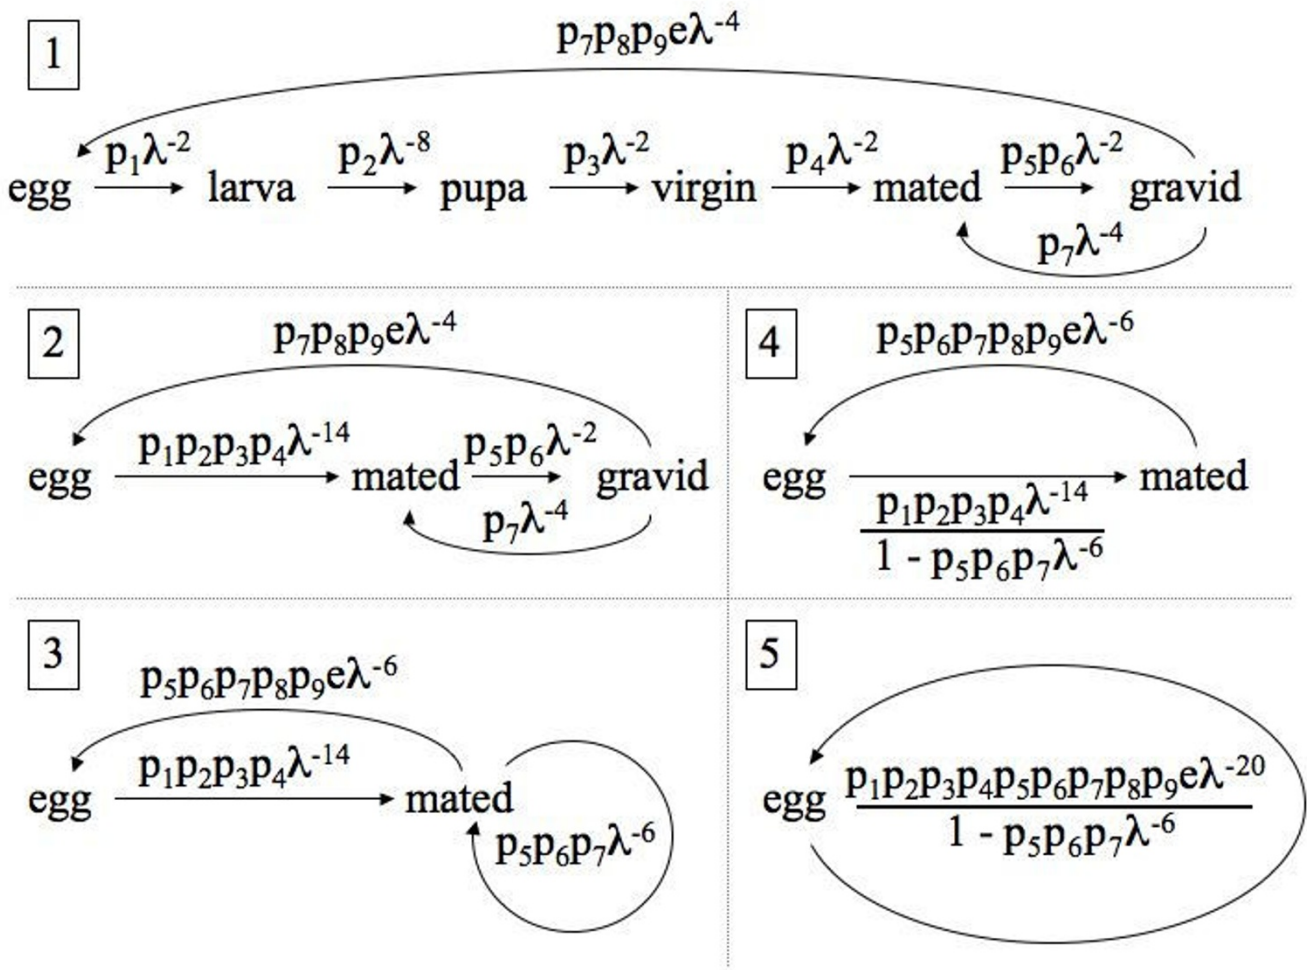 1
p₇p₈p₉eλ⁻⁴
p₁λ⁻² p₂λ⁻⁸ p₃λ⁻² p₄λ⁻² p₅p₆λ⁻²
egg larva pupa virgin mated gravid
p₇λ⁻⁴
2
p₇p₈p₉eλ⁻⁴
p₁p₂p₃p₄λ⁻¹⁴ p₅p₆λ⁻²
egg mated gravid
p₇λ⁻⁴
3
p₅p₆p₇p₈p₉eλ⁻⁶
p₁p₂p₃p₄λ⁻¹⁴
egg mated
p₅p₆p₇λ⁻⁶
4
p₅p₆p₇p₈p₉eλ⁻⁶
egg mated
p₁p₂p₃p₄λ⁻¹⁴
1 - p₅p₆p₇λ⁻⁶
5
p₁p₂p₃p₄p₅p₆p₇p₈p₉eλ⁻²⁰
egg
1 - p₅p₆p₇λ⁻⁶